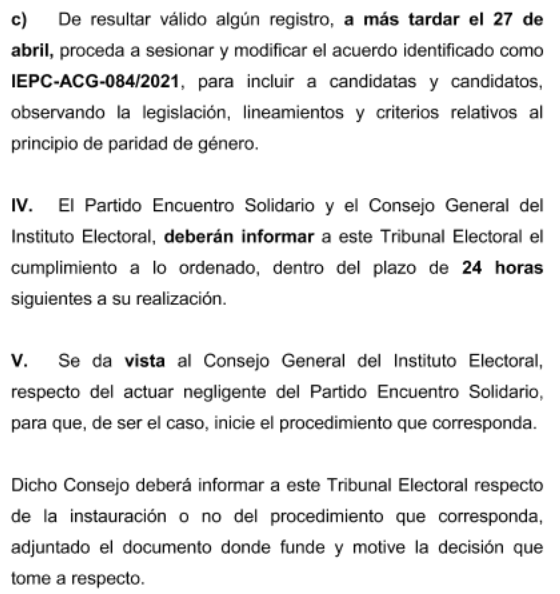 c) De resultar válido algún registro, a más tardar el 27 de
abril, proceda a sesionar y modificar el acuerdo identificado como
IEPC-ACG-084/2021, para incluir a candidatas y candidatos,
observando la legislación, lineamientos y criterios relativos al
principio de paridad de género.
IV. El Partido Encuentro Solidario y el Consejo General del
Instituto Electoral, deberán informar a este Tribunal Electoral el
cumplimiento a lo ordenado, dentro del plazo de 24 horas
siguientes a su realización.
V. Se da vista al Consejo General del Instituto Electoral,
respecto del actuar negligente del Partido Encuentro Solidario,
para que, de ser el caso, inicie el procedimiento que corresponda.
Dicho Consejo deberá informar a este Tribunal Electoral respecto
de la instauración o no del procedimiento que corresponda,
adjuntado el documento donde funde y motive la decisión que
tome a respecto.